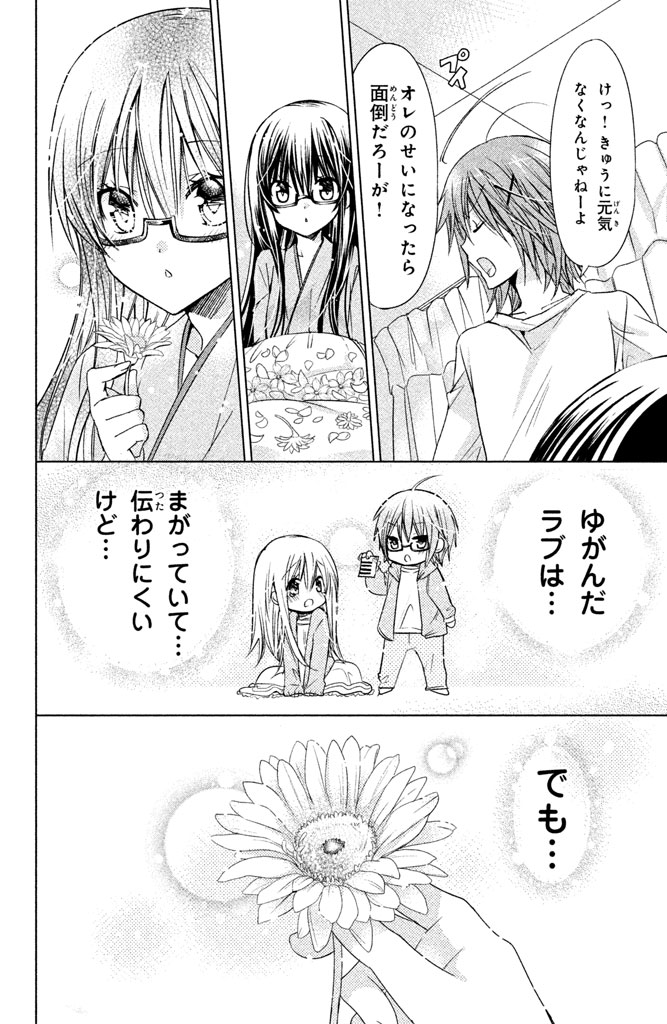 けっ！きゅうに元気
なくなんじゃねーよ
プイ
オレのせいになったら
面倒だろーが！
ゆがんだ
ラブは…
まがっていて…
伝わりにくい
けど…
でも…